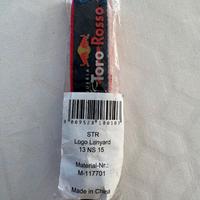 Toro Rosso
STR
Logo Lanyard
13 NS 15
Material-Nr.:
M-117701
Made in China